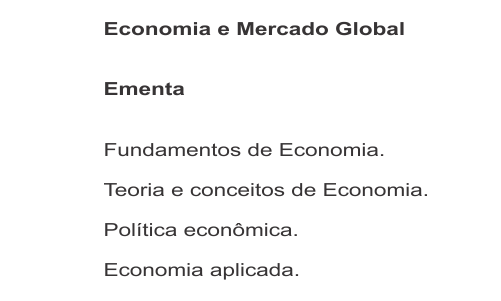 Economia e Mercado Global
Ementa
Fundamentos de Economia.
Teoria e conceitos de Economia.
Política econômica.
Economia aplicada.